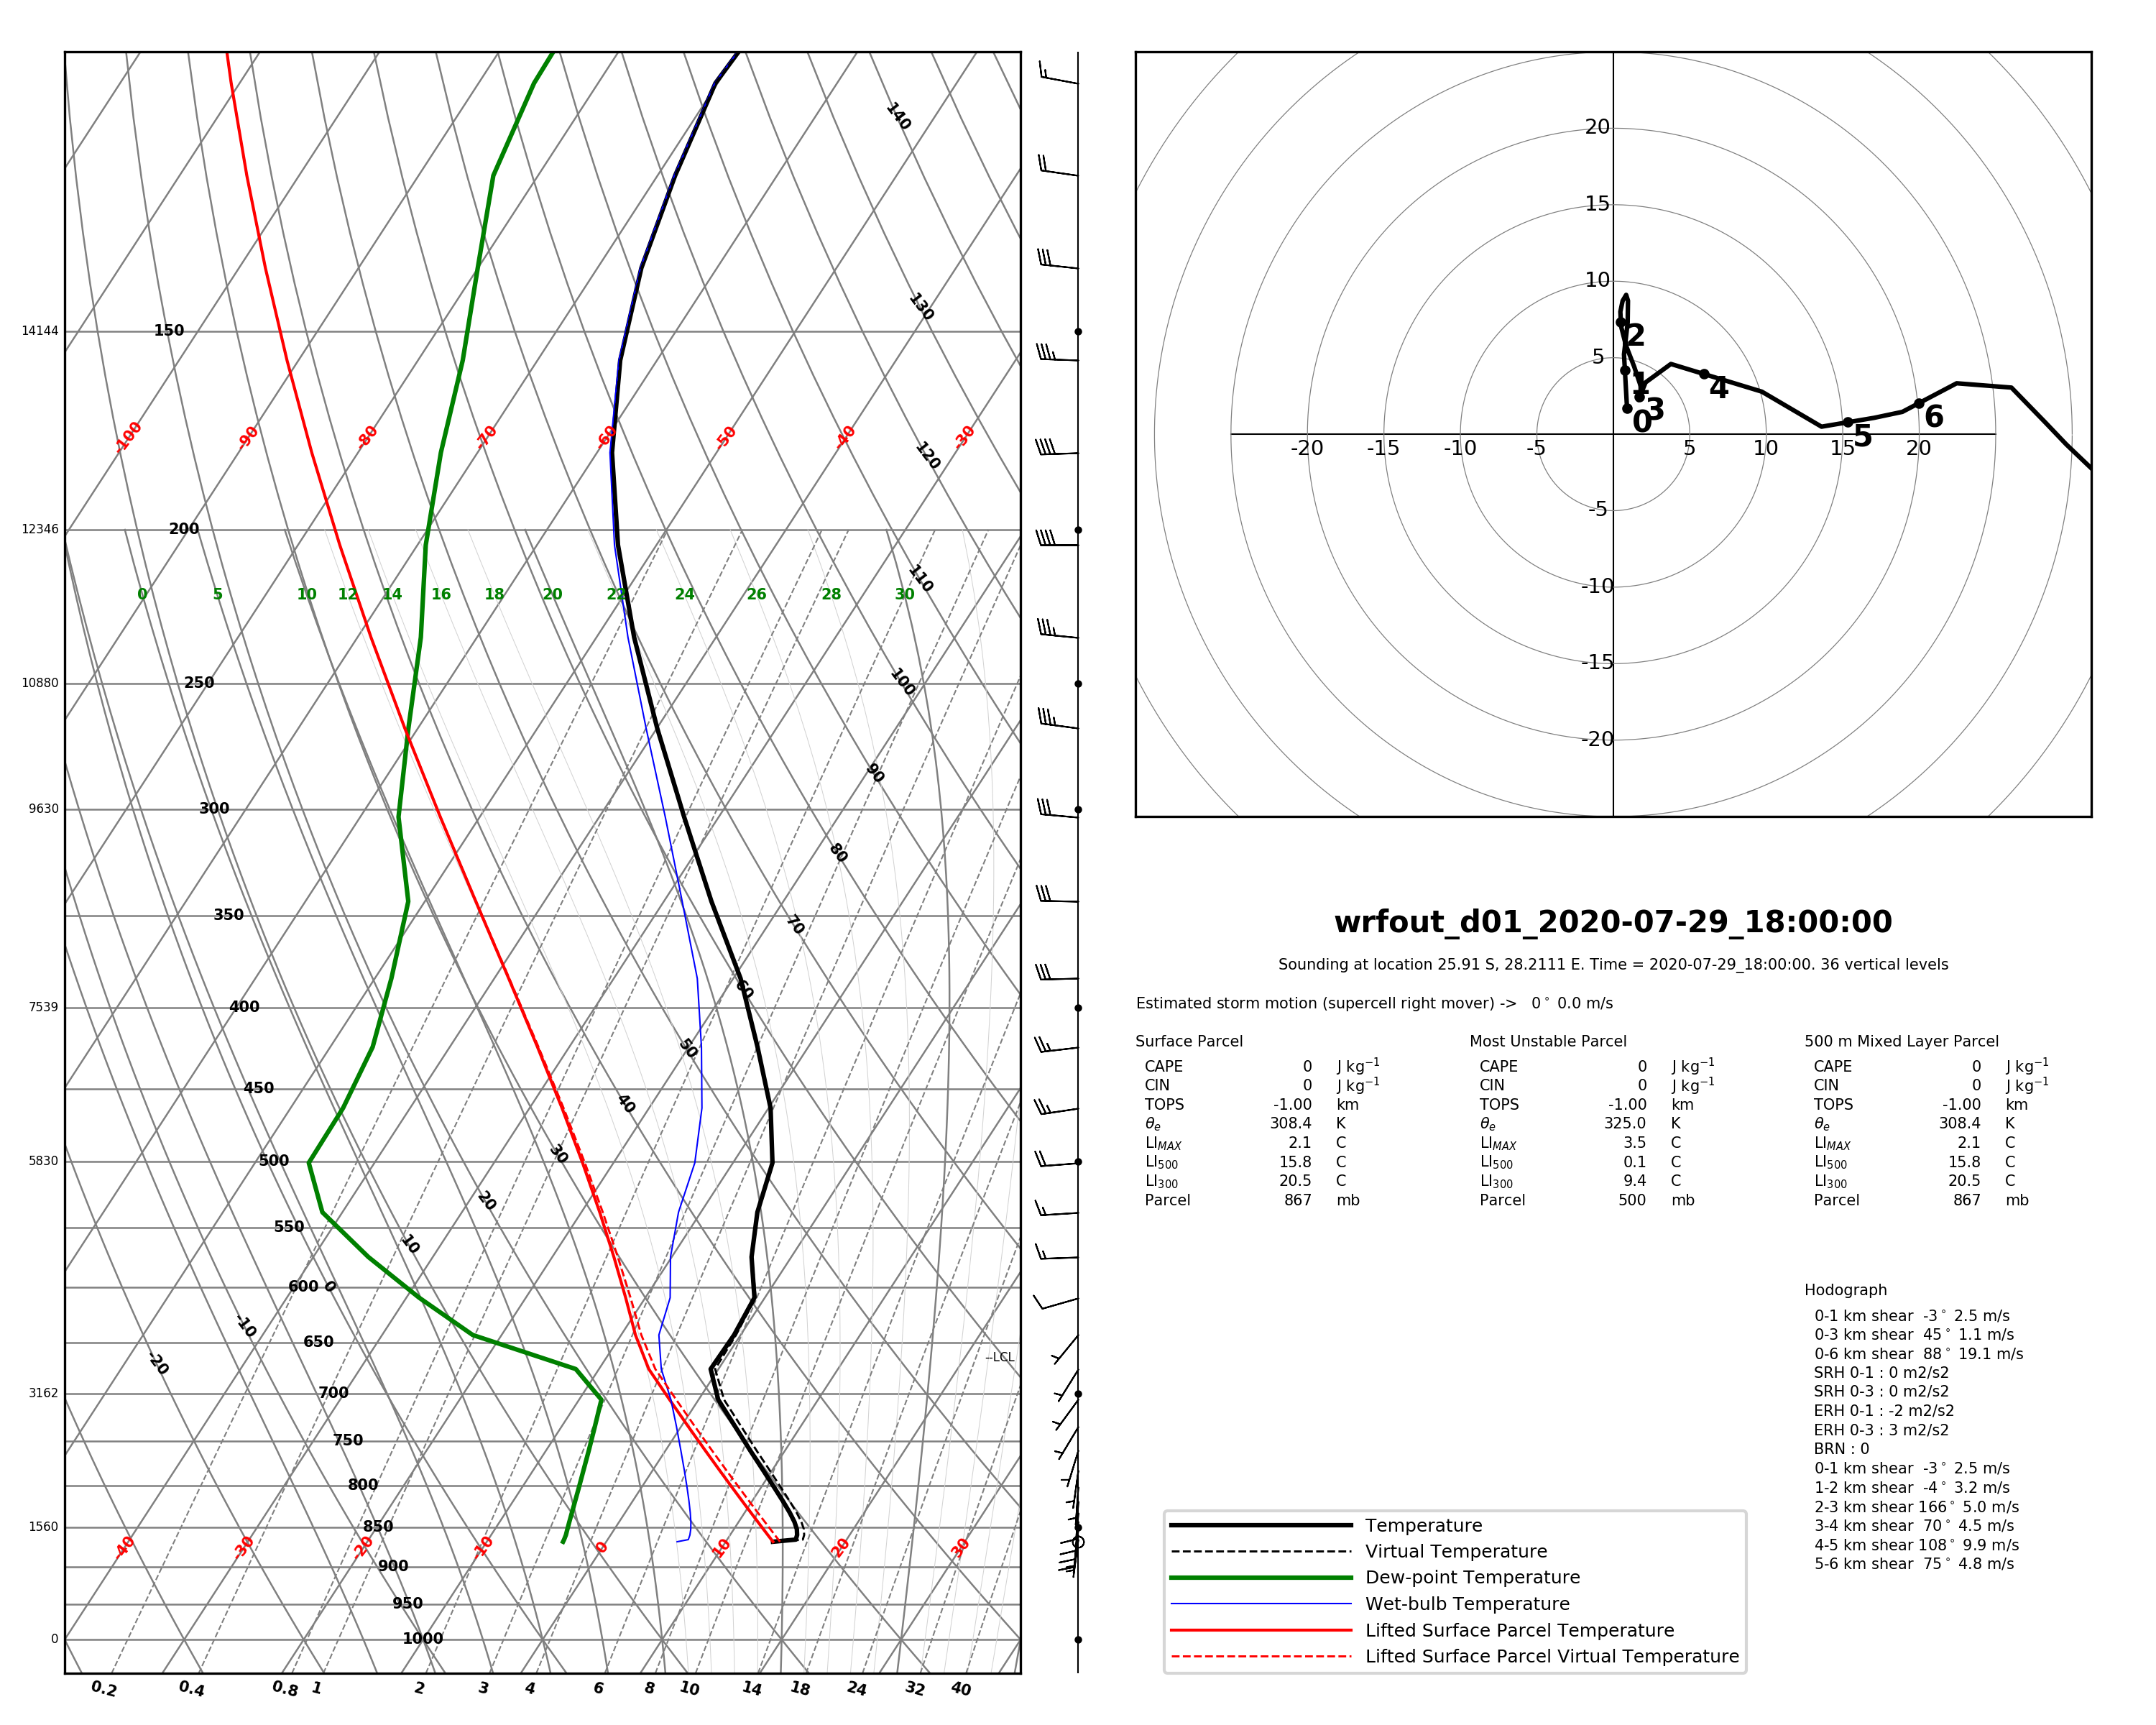 140
20
15
130
10
14144 150
2
5
1
4
3
0
5
6
-100 -90 -80 -70 -60 -50 -40 -30
-20 -15 -10 -5 5 10 15 20
120
-5
12346 200
-10
110
0 5 10 12 14 16 18 20 22 24 26 28 30
-15
10880 250
100
-20
90
9630 300
80
350
70
wrfout_d01_2020-07-29_18:00:00
Sounding at location 25.91 S, 28.2111 E. Time = 2020-07-29_18:00:00. 36 vertical levels
60
7539 400
Estimated storm motion (supercell right mover) -> 0° 0.0 m/s
50
Surface Parcel Most Unstable Parcel 500 m Mixed Layer Parcel
CAPE 0 J kg⁻¹ CAPE 0 J kg⁻¹ CAPE 0 J kg⁻¹
CIN 0 J kg⁻¹ CIN 0 J kg⁻¹ CIN 0 J kg⁻¹
450
40
TOPS -1.00 km TOPS -1.00 km TOPS -1.00 km
θe 308.4 K θe 325.0 K θe 308.4 K
LIMAX 2.1 C LIMAX 3.5 C LIMAX 2.1 C
30
5830 500
LI500 15.8 C LI500 0.1 C LI500 15.8 C
LI300 20.5 C LI300 9.4 C LI300 20.5 C
Parcel 867 mb Parcel 500 mb Parcel 867 mb
20
550
10
600 0
Hodograph
0-1 km shear -3° 2.5 m/s
-10
0-3 km shear 45° 1.1 m/s
650
0-6 km shear 88° 19.1 m/s
--LCL
-20
SRH 0-1 : 0 m2/s2
3162 700
SRH 0-3 : 0 m2/s2
ERH 0-1 : -2 m2/s2
ERH 0-3 : 3 m2/s2
750
BRN : 0
0-1 km shear -3° 2.5 m/s
800
1-2 km shear -4° 3.2 m/s
2-3 km shear 166° 5.0 m/s
1560 850
3-4 km shear 70° 4.5 m/s
4-5 km shear 108° 9.9 m/s
5-6 km shear 75° 4.8 m/s
-40 -30 -20 -10 0 10 20 30
900
950
0 1000
Temperature
Virtual Temperature
Dew-point Temperature
Wet-bulb Temperature
Lifted Surface Parcel Temperature
Lifted Surface Parcel Virtual Temperature
0.2 0.4 0.8 1 2 3 4 6 8 10 14 18 24 32 40